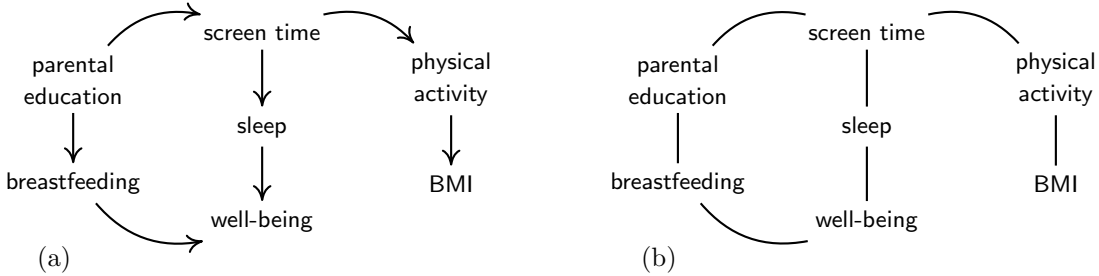 screen time
parental
education
physical
activity
sleep
breastfeeding
BMI
well-being
(a)
screen time
parental
education
physical
activity
sleep
breastfeeding
BMI
well-being
(b)